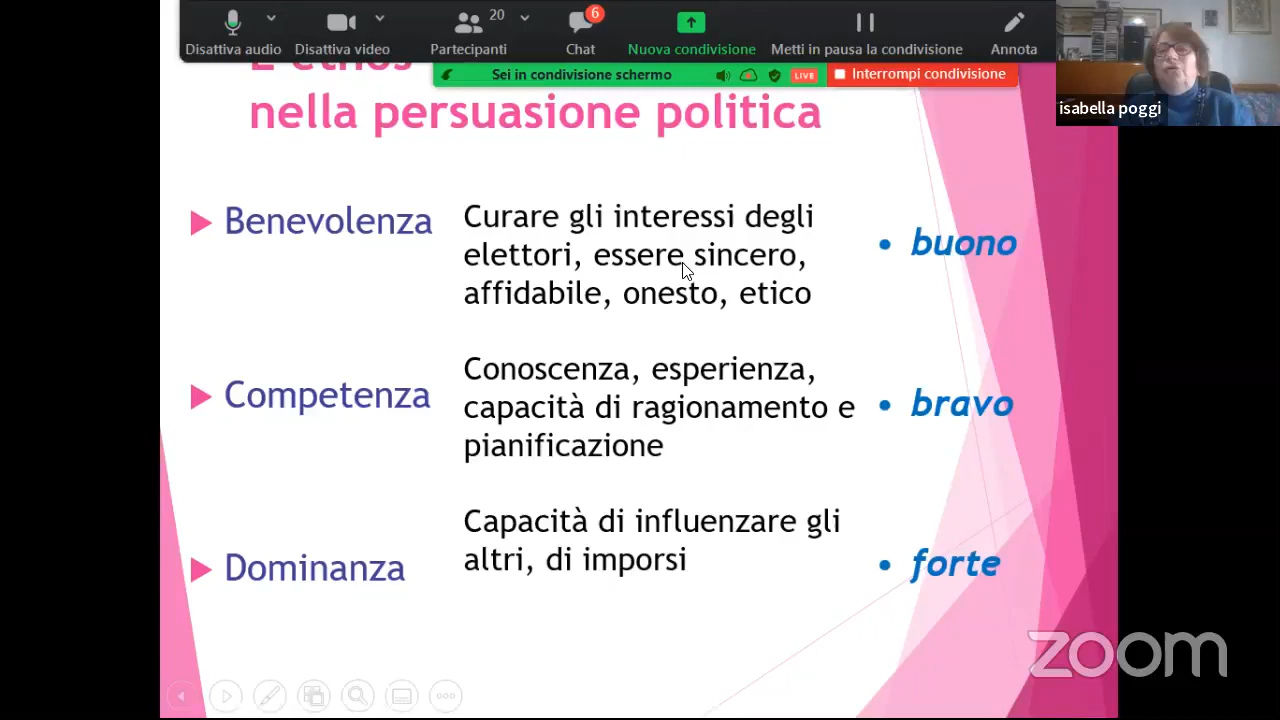 20
6
Disattiva audio
Disattiva video
Partecipanti
Chat
Nuova condivisione
Metti in pausa la condivisione
Annota
Sei in condivisione schermo
LIVE
Interrompi condivisione
isabella poggi
nella persuasione politica
Benevolenza
Curare gli interessi degli
elettori, essere sincero,
affidabile, onesto, etico
• buono
Competenza
Conoscenza, esperienza,
capacità di ragionamento e
pianificazione
• bravo
Dominanza
Capacità di influenzare gli
altri, di imporsi
• forte
zoom